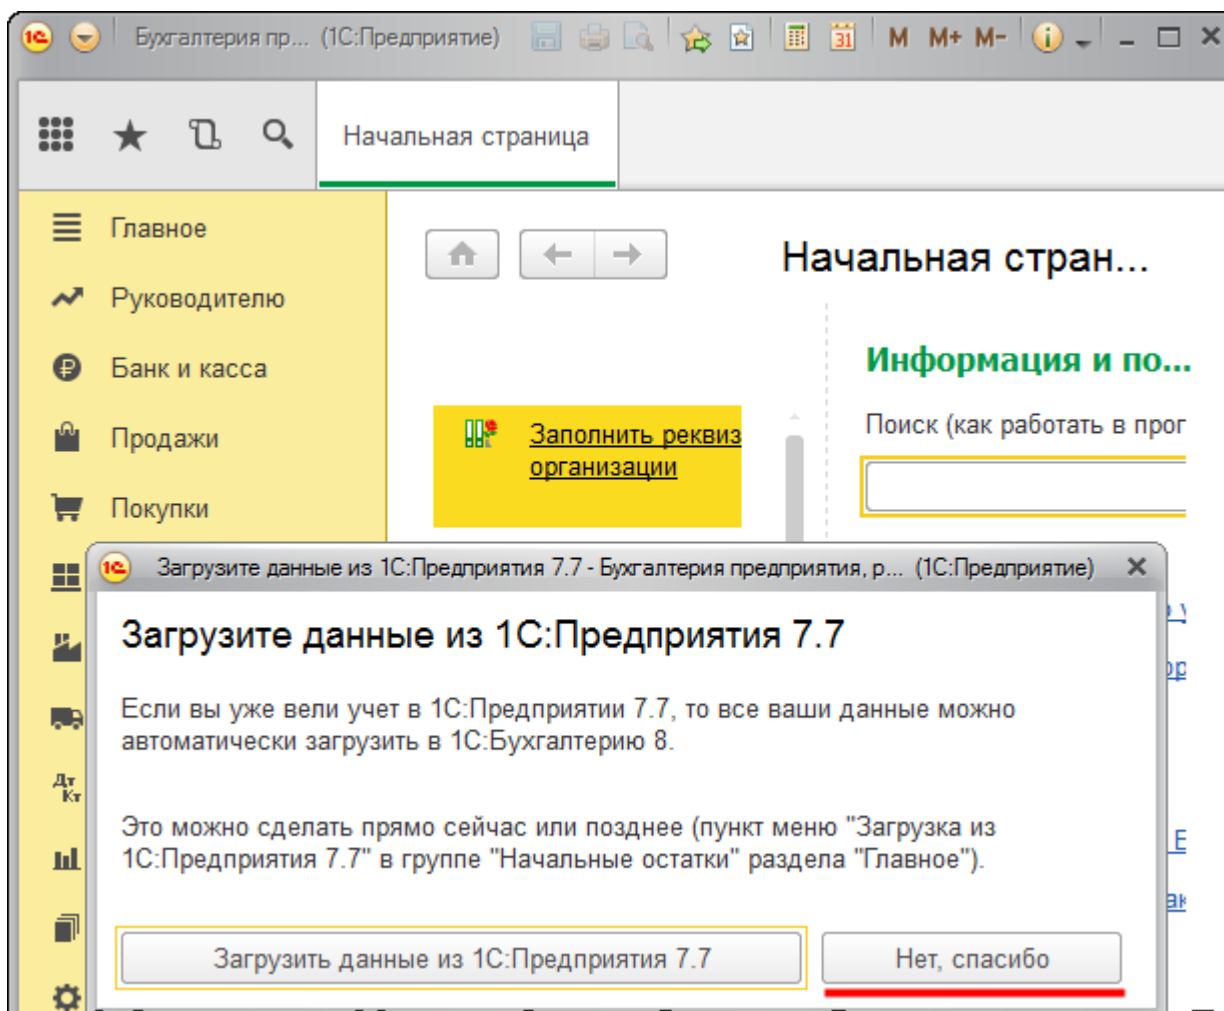 Бухгалтерия пр... (1С:Предприятие)
31 M M+ M-
Начальная страница
Главное
Руководителю
Банк и касса
Продажи
Покупки
Начальная стран...
Информация и по...
Поиск (как работать в прог
Заполнить реквиз
организации
1С Загрузите данные из 1С:Предприятия 7.7 - Бухгалтерия предприятия, р... (1С:Предприятие)
Загрузите данные из 1С:Предприятия 7.7
Если вы уже вели учет в 1С:Предприятии 7.7, то все ваши данные можно
автоматически загрузить в 1С:Бухгалтерию 8.
Это можно сделать прямо сейчас или позднее (пункт меню "Загрузка из
1С:Предприятия 7.7" в группе "Начальные остатки" раздела "Главное").
Загрузить данные из 1С:Предприятия 7.7
Нет, спасибо
Дт
Кт